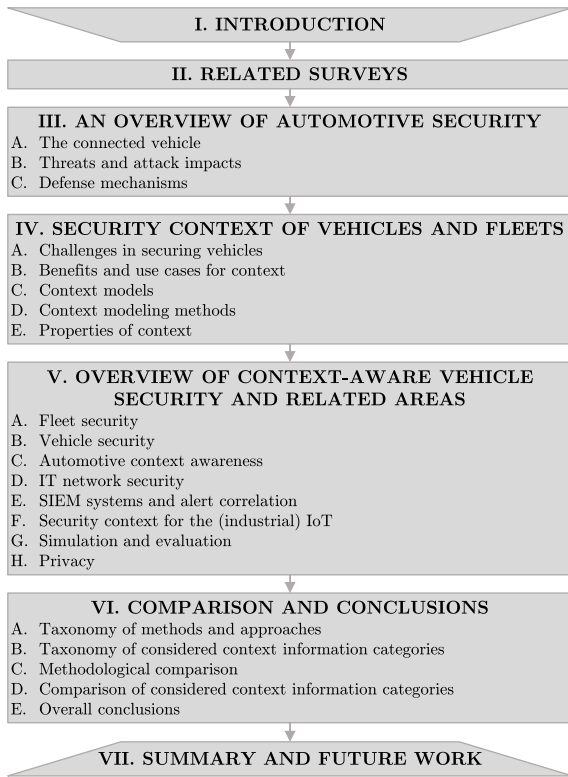 I. INTRODUCTION
II. RELATED SURVEYS
III. AN OVERVIEW OF AUTOMOTIVE SECURITY
A. The connected vehicle
B. Threats and attack impacts
C. Defense mechanisms
IV. SECURITY CONTEXT OF VEHICLES AND FLEETS
A. Challenges in securing vehicles
B. Benefits and use cases for context
C. Context models
D. Context modeling methods
E. Properties of context
V. OVERVIEW OF CONTEXT-AWARE VEHICLE
SECURITY AND RELATED AREAS
A. Fleet security
B. Vehicle security
C. Automotive context awareness
D. IT network security
E. SIEM systems and alert correlation
F. Security context for the (industrial) IoT
G. Simulation and evaluation
H. Privacy
VI. COMPARISON AND CONCLUSIONS
A. Taxonomy of methods and approaches
B. Taxonomy of considered context information categories
C. Methodological comparison
D. Comparison of considered context information categories
E. Overall conclusions
VII. SUMMARY AND FUTURE WORK